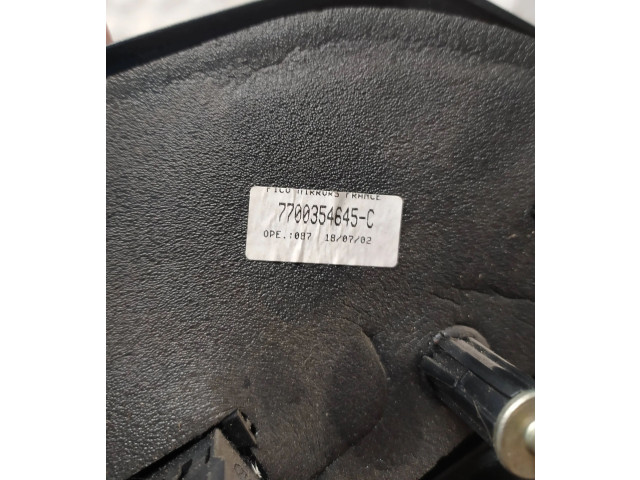 FICO MIRRORS FRANCE
7700354645-C
OPE.:087 18/07/02